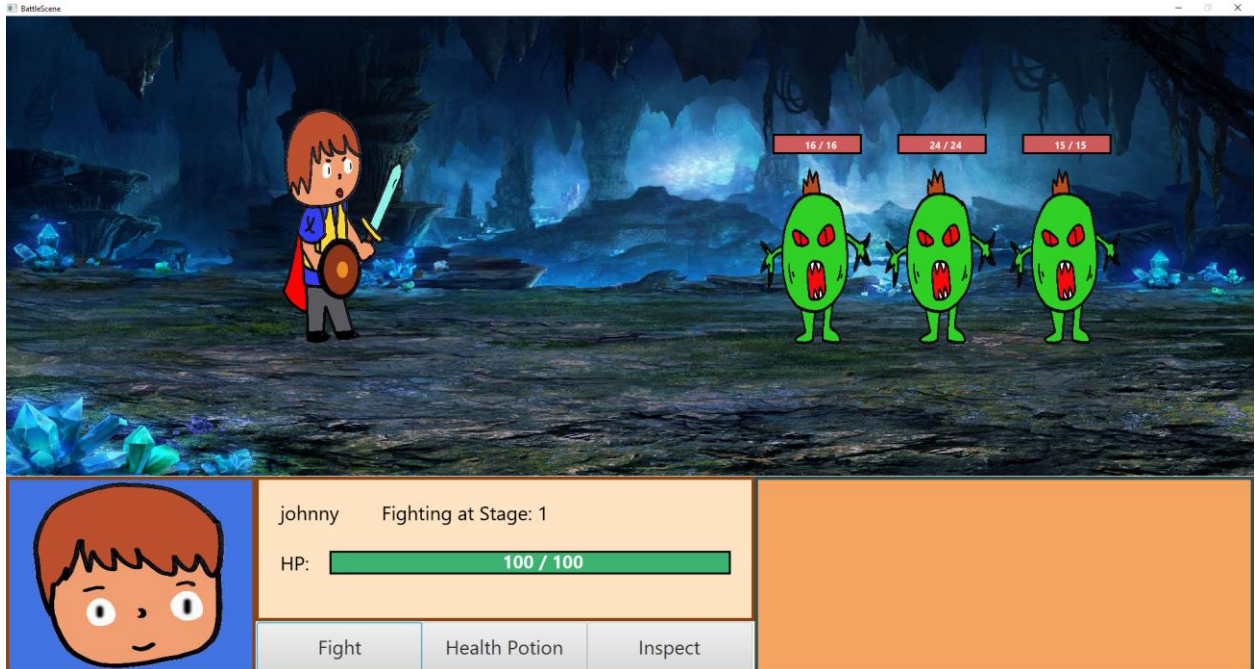 BattleScene
16 / 16
24 / 24
15 / 15
johnny Fighting at Stage: 1
HP: 100 / 100
Fight Health Potion Inspect